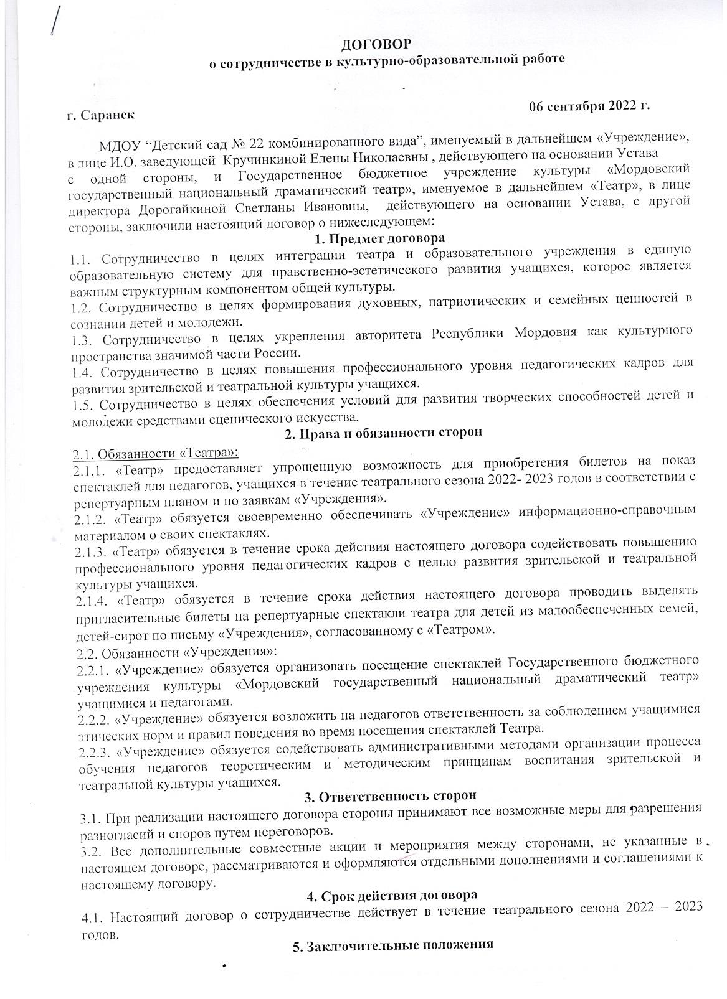 ДОГОВОР
о сотрудничестве в культурно-образовательной работе
г. Саранск
06 сентября 2022 г.
МДОУ “Детский сад № 22 комбинированного вида”, именуемый в дальнейшем «Учреждение»,
в лице И.О. заведующей Кручинкиной Елены Николаевны , действующего на основании Устава
с одной стороны, и Государственное бюджетное учреждение культуры «Мордовский
государственный национальный драматический театр», именуемое в дальнейшем «Театр», в лице
директора Дорогайкиной Светланы Ивановны, действующего на основании Устава, с другой
стороны, заключили настоящий договор о нижеследующем:
1. Предмет договора
1.1. Сотрудничество в целях интеграции театра и образовательного учреждения в единую
образовательную систему для нравственно-эстетического развития учащихся, которое является
важным структурным компонентом общей культуры.
1.2. Сотрудничество в целях формирования духовных, патриотических и семейных ценностей в
сознании детей и молодежи.
1.3. Сотрудничество в целях укрепления авторитета Республики Мордовия как культурного
пространства значимой части России.
1.4. Сотрудничество в целях повышения профессионального уровня педагогических кадров для
развития зрительской и театральной культуры учащихся.
1.5. Сотрудничество в целях обеспечения условий для развития творческих способностей детей и
молодежи средствами сценического искусства.
2. Права и обязанности сторон
2.1. Обязанности «Театра»:
2.1.1. «Театр» предоставляет упрощенную возможность для приобретения билетов на показ
спектаклей для педагогов, учащихся в течение театрального сезона 2022- 2023 годов в соответствии с
репертуарным планом и по заявкам «Учреждения».
2.1.2. «Театр» обязуется своевременно обеспечивать «Учреждение» информационно-справочным
материалом о своих спектаклях.
2.1.3. «Театр» обязуется в течение срока действия настоящего договора содействовать повышению
профессионального уровня педагогических кадров с целью развития зрительской и театральной
культуры учащихся.
2.1.4. «Театр» обязуется в течение срока действия настоящего договора проводить выделять
пригласительные билеты на репертуарные спектакли театра для детей из малообеспеченных семей,
детей-сирот по письму «Учреждения», согласованному с «Театром».
2.2. Обязанности «Учреждения»:
2.2.1. «Учреждение» обязуется организовать посещение спектаклей Государственного бюджетного
учреждения культуры «Мордовский государственный национальный драматический театр»
учащимися и педагогами.
2.2.2. «Учреждение» обязуется возложить на педагогов ответственность за соблюдением учащимися
этических норм и правил поведения во время посещения спектаклей Театра.
2.2.3. «Учреждение» обязуется содействовать административными методами организации процесса
обучения педагогов теоретическим и методическим принципам воспитания зрительской и
театральной культуры учащихся.
3. Ответственность сторон
3.1. При реализации настоящего договора стороны принимают все возможные меры для разрешения
разногласий и споров путем переговоров.
3.2. Все дополнительные совместные акции и мероприятия между сторонами, не указанные в
настоящем договоре, рассматриваются и оформляются отдельными дополнениями и соглашениями к
настоящему договору.
4. Срок действия договора
4.1. Настоящий договор о сотрудничестве действует в течение театрального сезона 2022 – 2023
годов.
5. Заключительные положения